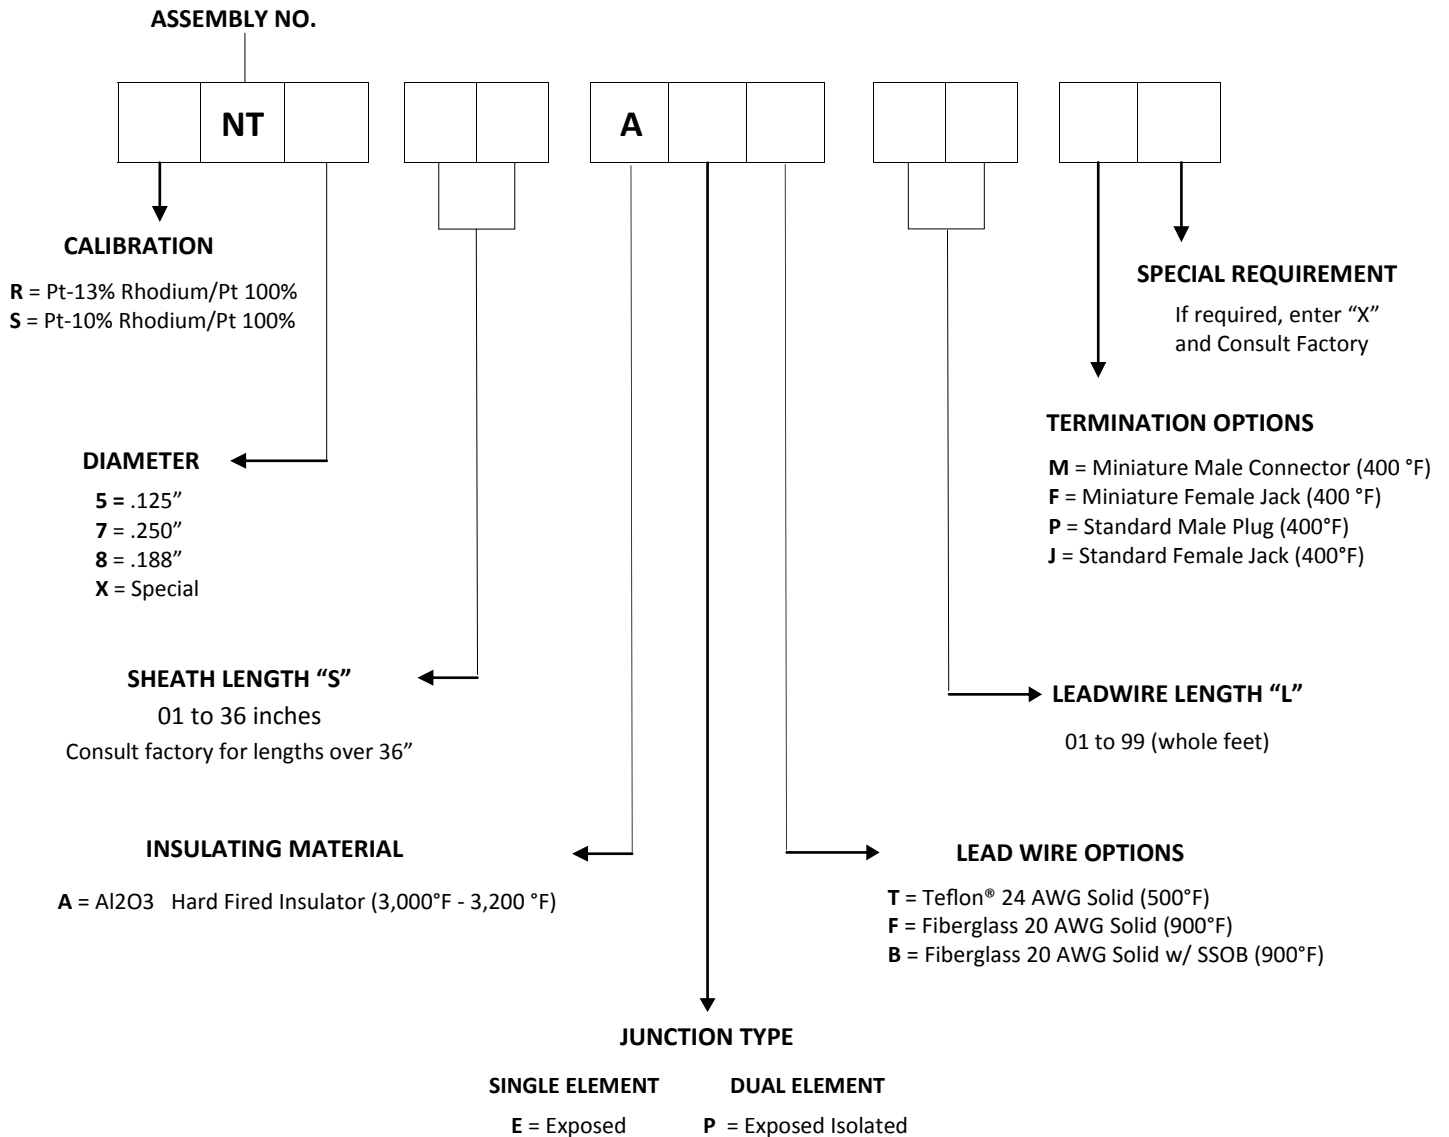 ASSEMBLY NO.
NT
A
CALIBRATION
R = Pt-13% Rhodium/Pt 100%
S = Pt-10% Rhodium/Pt 100%
SPECIAL REQUIREMENT
If required, enter “X”
and Consult Factory
DIAMETER
5 = .125”
7 = .250”
8 = .188”
X = Special
TERMINATION OPTIONS
M = Miniature Male Connector (400 °F)
F = Miniature Female Jack (400 °F)
P = Standard Male Plug (400°F)
J = Standard Female Jack (400°F)
SHEATH LENGTH “S”
01 to 36 inches
Consult factory for lengths over 36”
LEADWIRE LENGTH “L”
01 to 99 (whole feet)
INSULATING MATERIAL
A = Al2O3 Hard Fired Insulator (3,000°F - 3,200 °F)
LEAD WIRE OPTIONS
T = Teflon® 24 AWG Solid (500°F)
F = Fiberglass 20 AWG Solid (900°F)
B = Fiberglass 20 AWG Solid w/ SSOB (900°F)
JUNCTION TYPE
SINGLE ELEMENT DUAL ELEMENT
E = Exposed P = Exposed Isolated